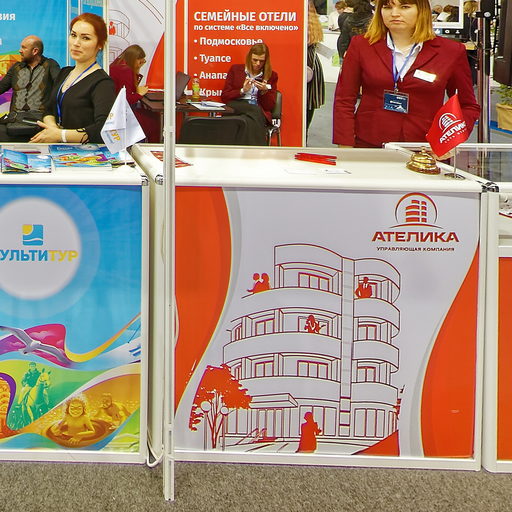 СЕМЕЙНЫЕ ОТЕЛИ
по системе «Все включено»
• Подмосковье
• Туапсе
• Анапа
• Крым
АТЕЛИКА
УЛЬТИТУР
АТЕЛИКА
УПРАВЛЯЮЩАЯ КОМПАНИЯ